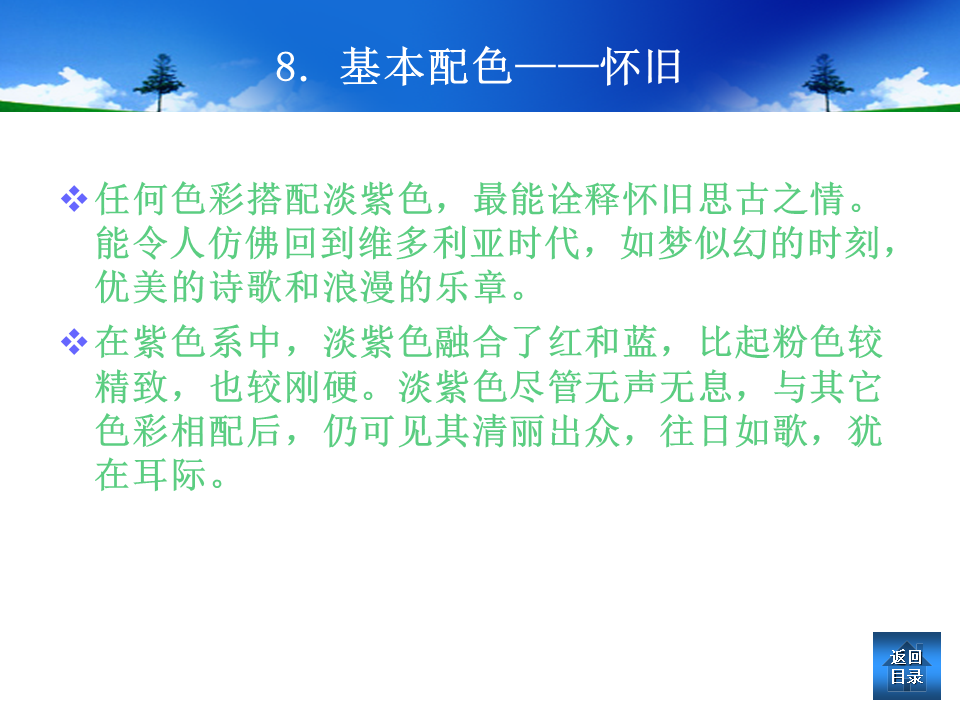 8. 基本配色——怀旧
任何色彩搭配淡紫色，最能诠释怀旧思古之情。
能令人仿佛回到维多利亚时代，如梦似幻的时刻，
优美的诗歌和浪漫的乐章。
在紫色系中，淡紫色融合了红和蓝，比起粉色较
精致，也较刚硬。淡紫色尽管无声无息，与其它
色彩相配后，仍可见其清丽出众，往日如歌，犹
在耳际。
返回
目录